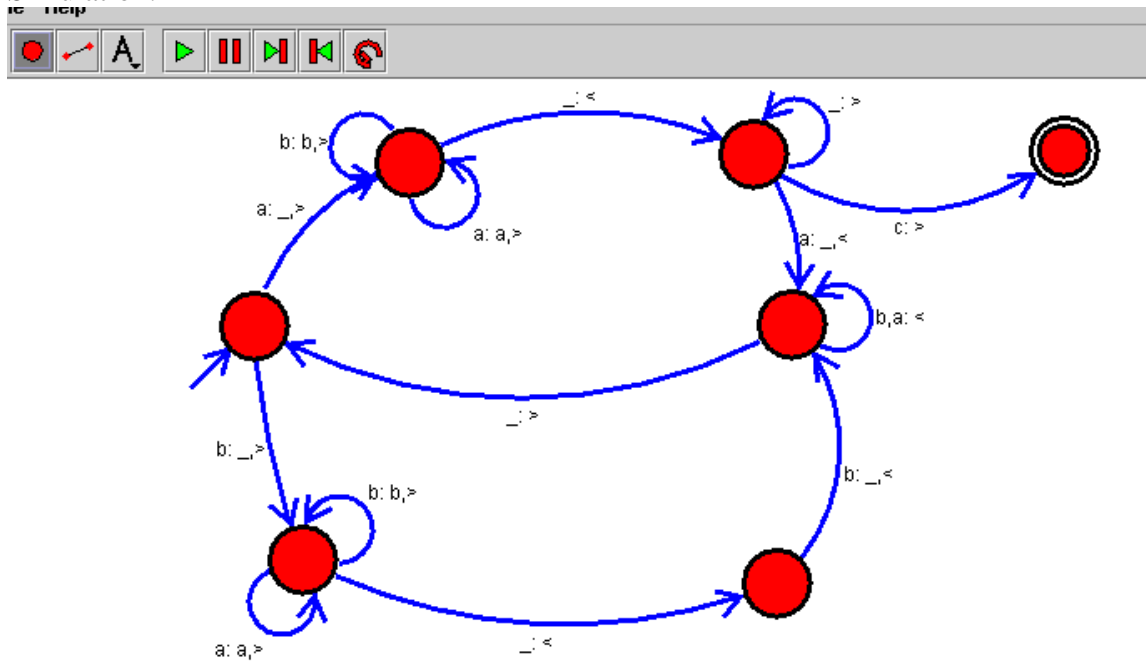 Help
A
_: <
_: >
b: b,>
a: _,>
a: a,>
c: >
a: _,<
b,a: <
_: >
b: _,>
b: b,>
b: _,<
a: a,>
_: <